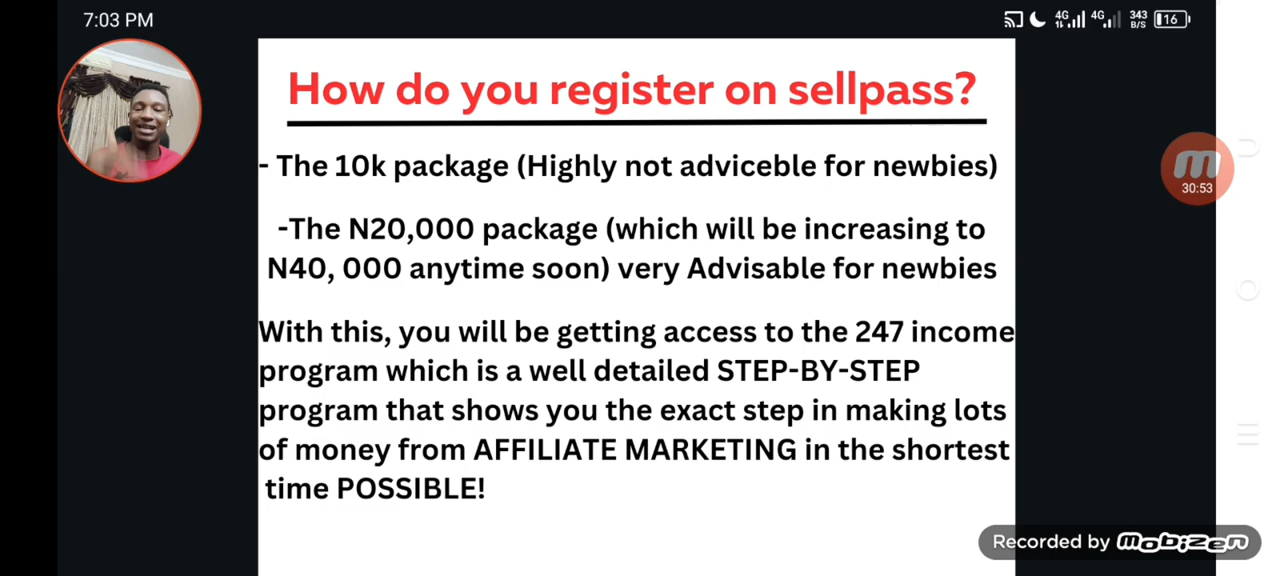 7:03 PM
4G 4G 343 B/S 16
How do you register on sellpass?
- The 10k package (Highly not adviceble for newbies)
30:53
-The N20,000 package (which will be increasing to
N40, 000 anytime soon) very Advisable for newbies
With this, you will be getting access to the 247 income
program which is a well detailed STEP-BY-STEP
program that shows you the exact step in making lots
of money from AFFILIATE MARKETING in the shortest
time POSSIBLE!
Recorded by mobizen